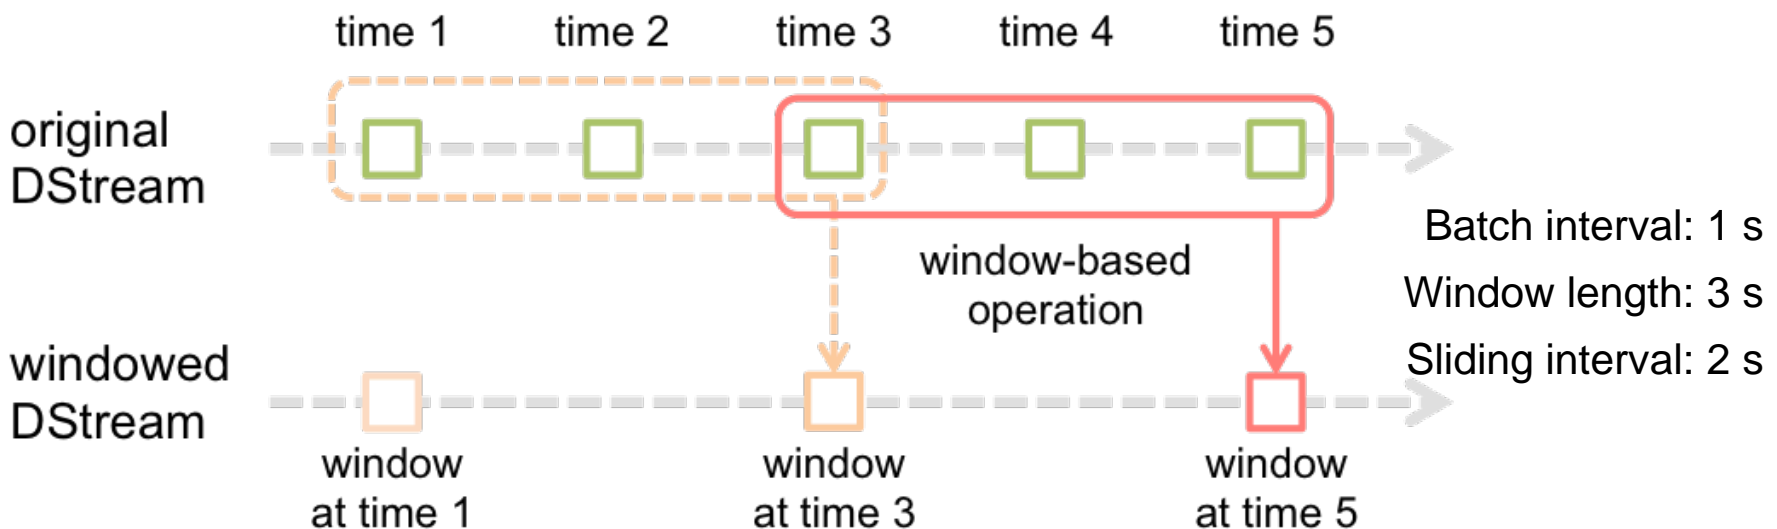 time 1
time 2
time 3
time 4
time 5
original
DStream
Batch interval: 1 s
window-based
operation
Window length: 3 s
Sliding interval: 2 s
windowed
DStream
window
at time 1
window
at time 3
window
at time 5